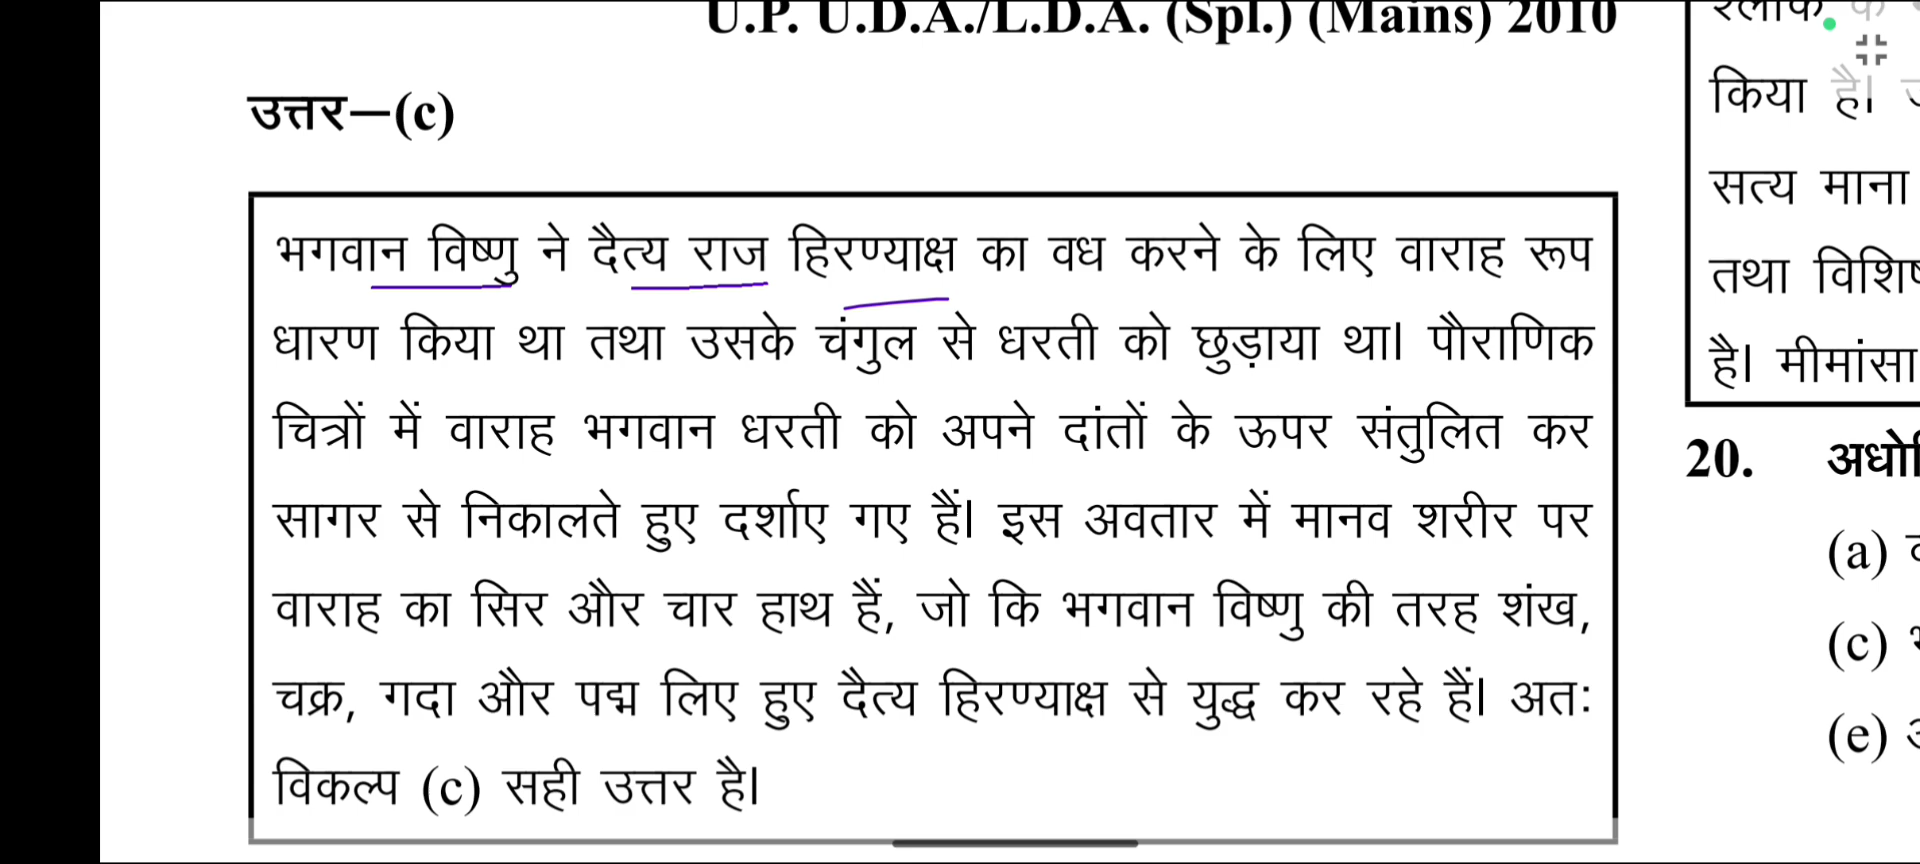 U.P. U.D.A./L.D.A. (Spl.) (Mains) 2010
उत्तर–(c)
भगवान विष्णु ने दैत्य राज हिरण्याक्ष का वध करने के लिए वाराह रूप
धारण किया था तथा उसके चंगुल से धरती को छुड़ाया था। पौराणिक
चित्रों में वाराह भगवान धरती को अपने दांतों के ऊपर संतुलित कर
सागर से निकालते हुए दर्शाए गए हैं। इस अवतार में मानव शरीर पर
वाराह का सिर और चार हाथ हैं, जो कि भगवान विष्णु की तरह शंख,
चक्र, गदा और पद्म लिए हुए दैत्य हिरण्याक्ष से युद्ध कर रहे हैं। अतः
विकल्प (c) सही उत्तर है।
किया है।
सत्य माना
तथा
है। मीमांसा
20.
(a)
(c)
(e)